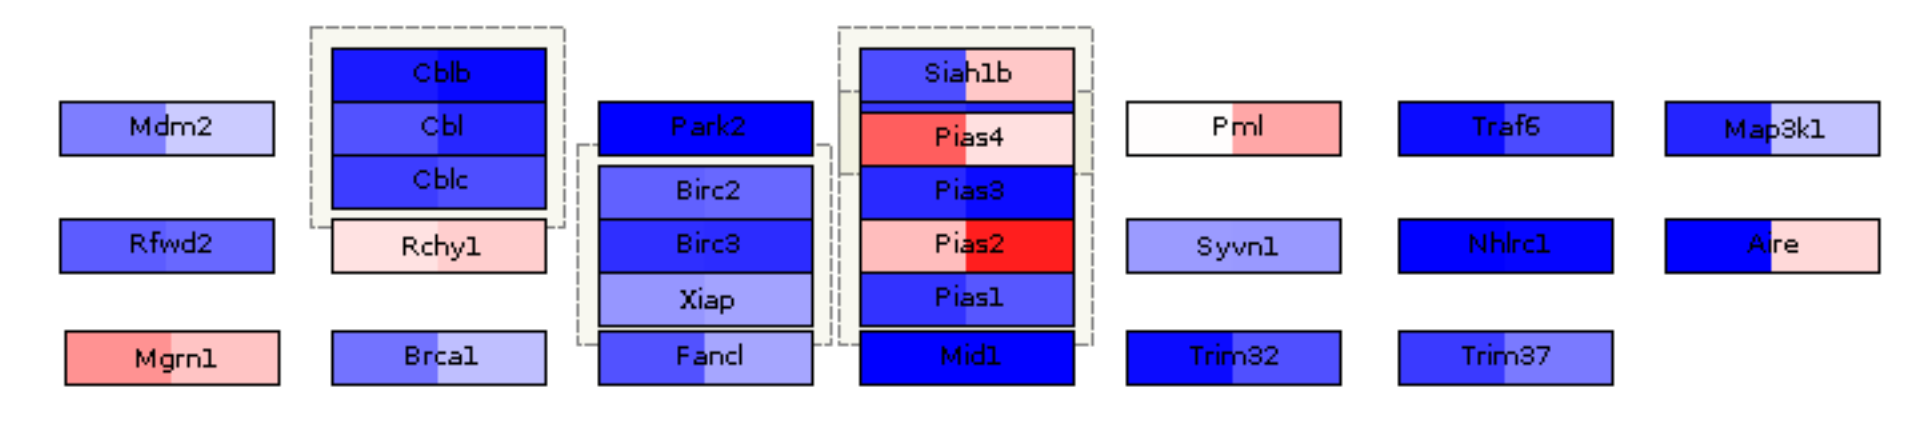 Cblb
Siah1b
Mdm2
Cbl
Park2
Pias4
Pml
Traf6
Map3k1
Cblc
Birc2
Pias3
Rfwd2
Rchy1
Birc3
Pias2
Syvn1
Nhlrc1
Aire
Xiap
Pias1
Mgrn1
Brca1
Fancl
Mid1
Trim32
Trim37